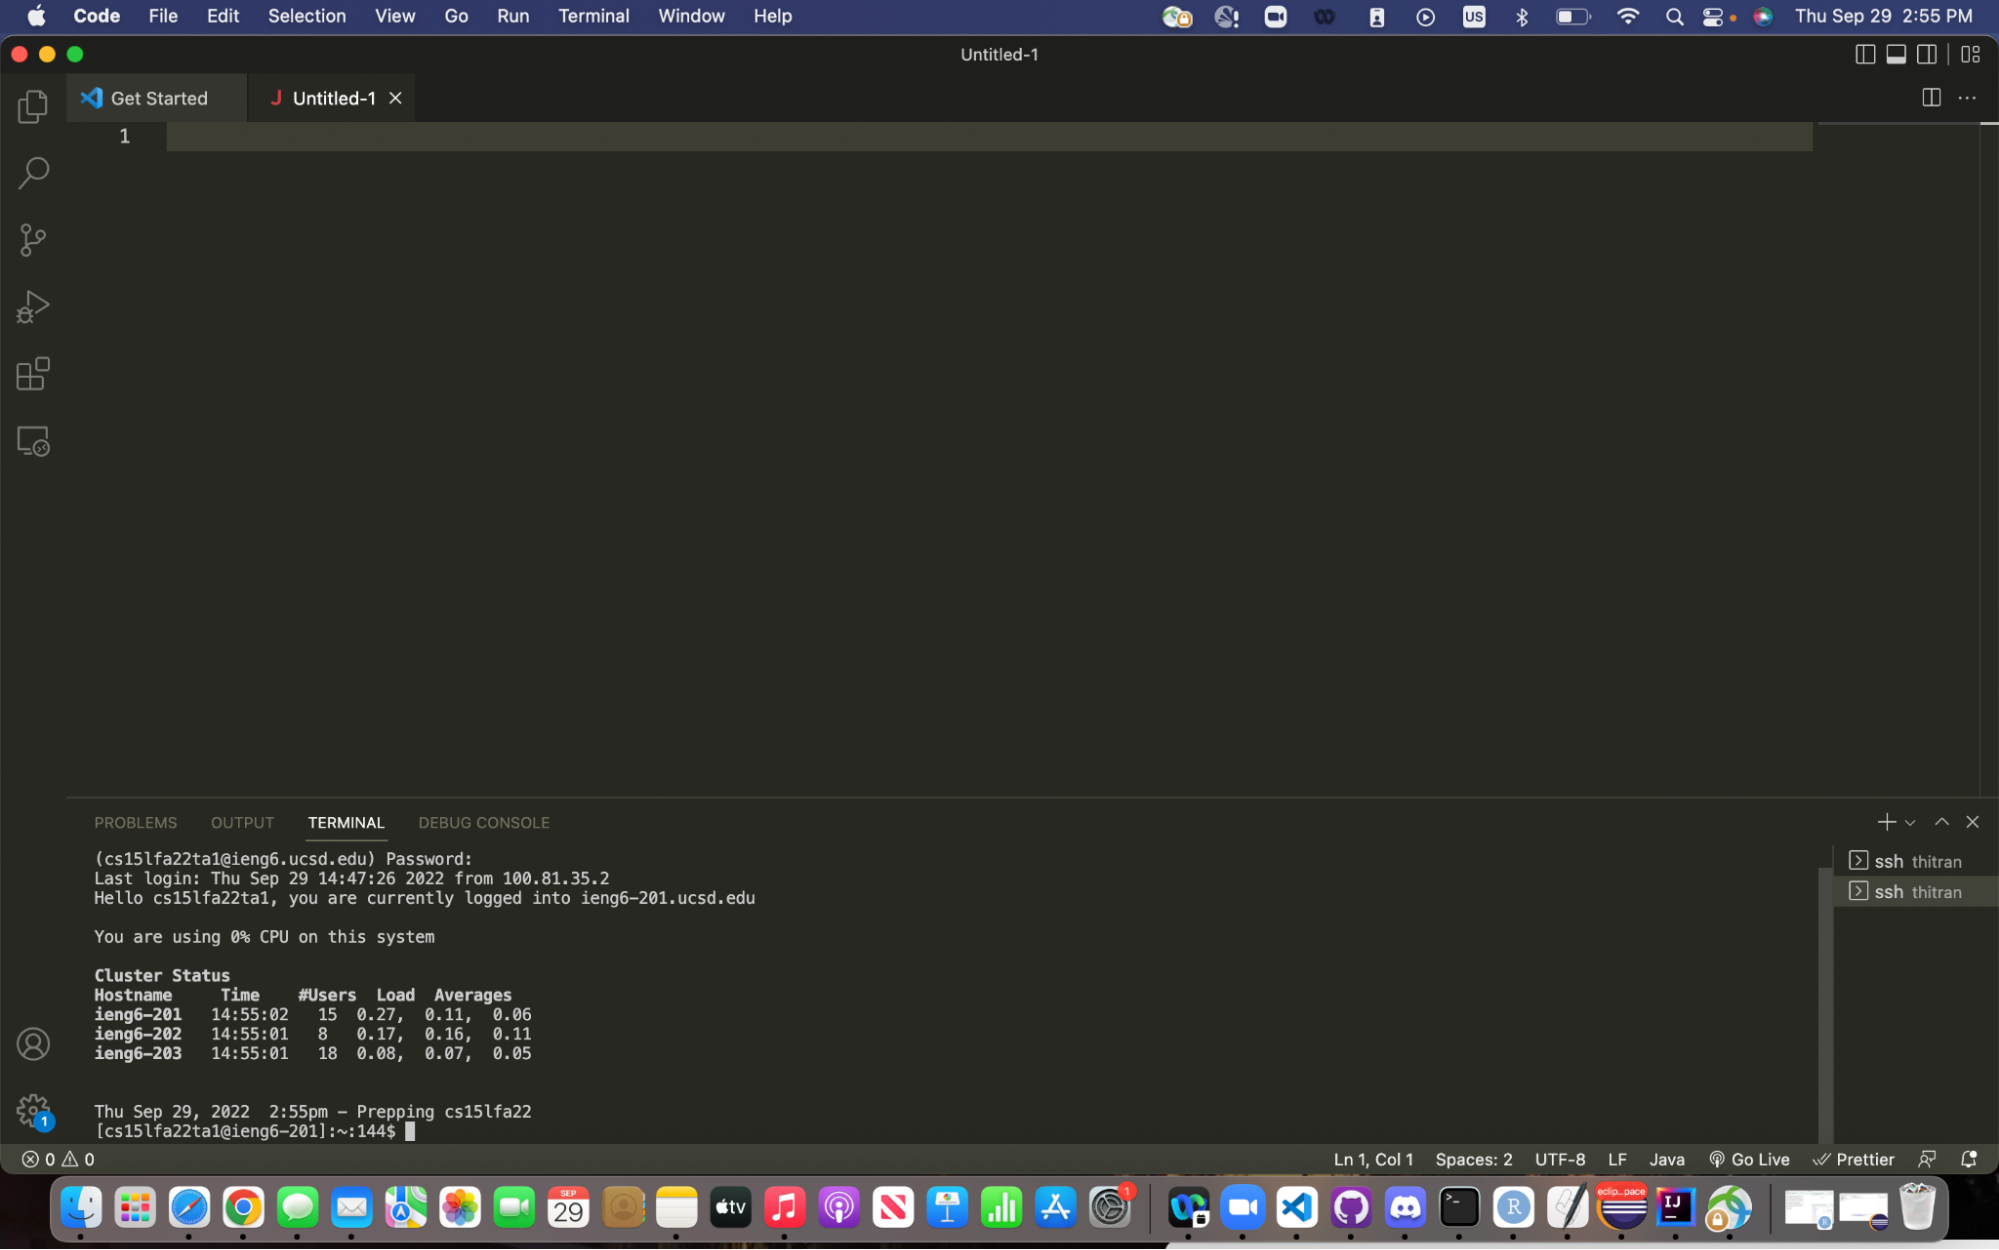 Code File Edit Selection View Go Run Terminal Window Help US Thu Sep 29 2:55 PM
Untitled-1
Get Started J Untitled-1
1
PROBLEMS OUTPUT TERMINAL DEBUG CONSOLE
(cs15lfa22ta1@ieng6.ucsd.edu) Password:
Last login: Thu Sep 29 14:47:26 2022 from 100.81.35.2
Hello cs15lfa22ta1, you are currently logged into ieng6-201.ucsd.edu
You are using 0% CPU on this system
Cluster Status
Hostname Time #Users Load Averages
ieng6-201 14:55:02 15 0.27, 0.11, 0.06
ieng6-202 14:55:01 8 0.17, 0.16, 0.11
ieng6-203 14:55:01 18 0.08, 0.07, 0.05
Thu Sep 29, 2022 2:55pm - Prepping cs15lfa22
[cs15lfa22ta1@ieng6-201]:~:144$
ssh thitran
ssh thitran
1
0 0 Ln 1, Col 1 Spaces: 2 UTF-8 LF Java Go Live Prettier
SEP
29
tv
1
>_
R
eclip...pace
IJ